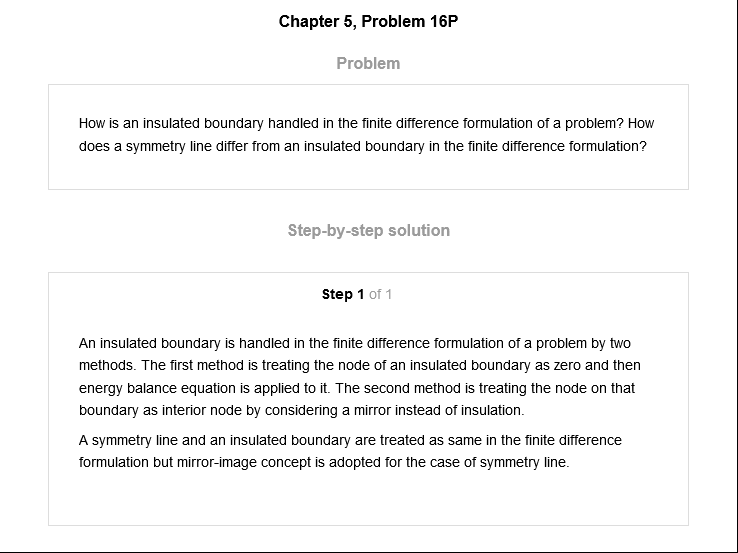 Chapter 5, Problem 16P
Problem
How is an insulated boundary handled in the finite difference formulation of a problem? How
does a symmetry line differ from an insulated boundary in the finite difference formulation?
Step-by-step solution
Step 1 of 1
An insulated boundary is handled in the finite difference formulation of a problem by two
methods. The first method is treating the node of an insulated boundary as zero and then
energy balance equation is applied to it. The second method is treating the node on that
boundary as interior node by considering a mirror instead of insulation.
A symmetry line and an insulated boundary are treated as same in the finite difference
formulation but mirror-image concept is adopted for the case of symmetry line.